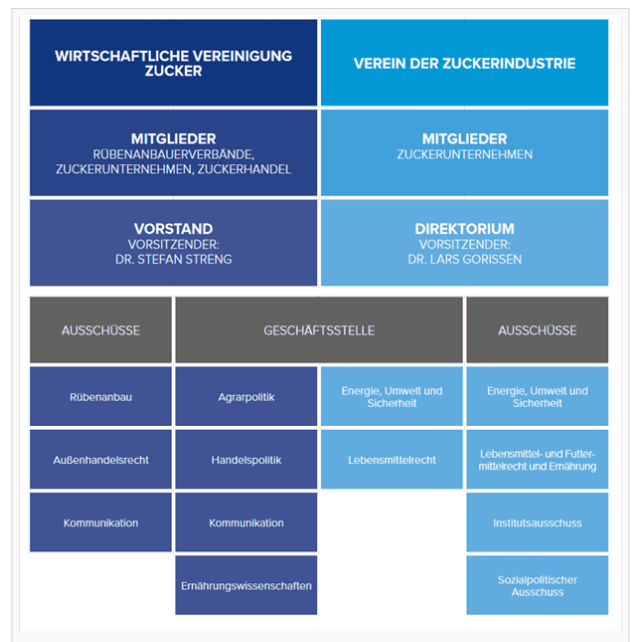 WIRTSCHAFTLICHE VEREINIGUNG
ZUCKER
VEREIN DER ZUCKERINDUSTRIE
MITGLIEDER
RÜBENANBAUERVERBÄNDE,
ZUCKERUNTERNEHMEN, ZUCKERHANDEL
MITGLIEDER
ZUCKERUNTERNEHMEN
VORSTAND
VORSITZENDER:
DR. STEFAN STRENG
DIREKTORIUM
VORSITZENDER:
DR. LARS GORISSEN
AUSSCHÜSSE
GESCHÄFTSSTELLE
AUSSCHÜSSE
Rübenanbau
Agrarpolitik
Energie, Umwelt und
Sicherheit
Energie, Umwelt und
Sicherheit
Außenhandelsrecht
Handelspolitik
Lebensmittelrecht
Lebensmittel- und Futter-
mittelrecht und Ernährung
Kommunikation
Kommunikation
Institutsausschuss
Ernährungswissenschaften
Sozialpolitischer
Ausschuss